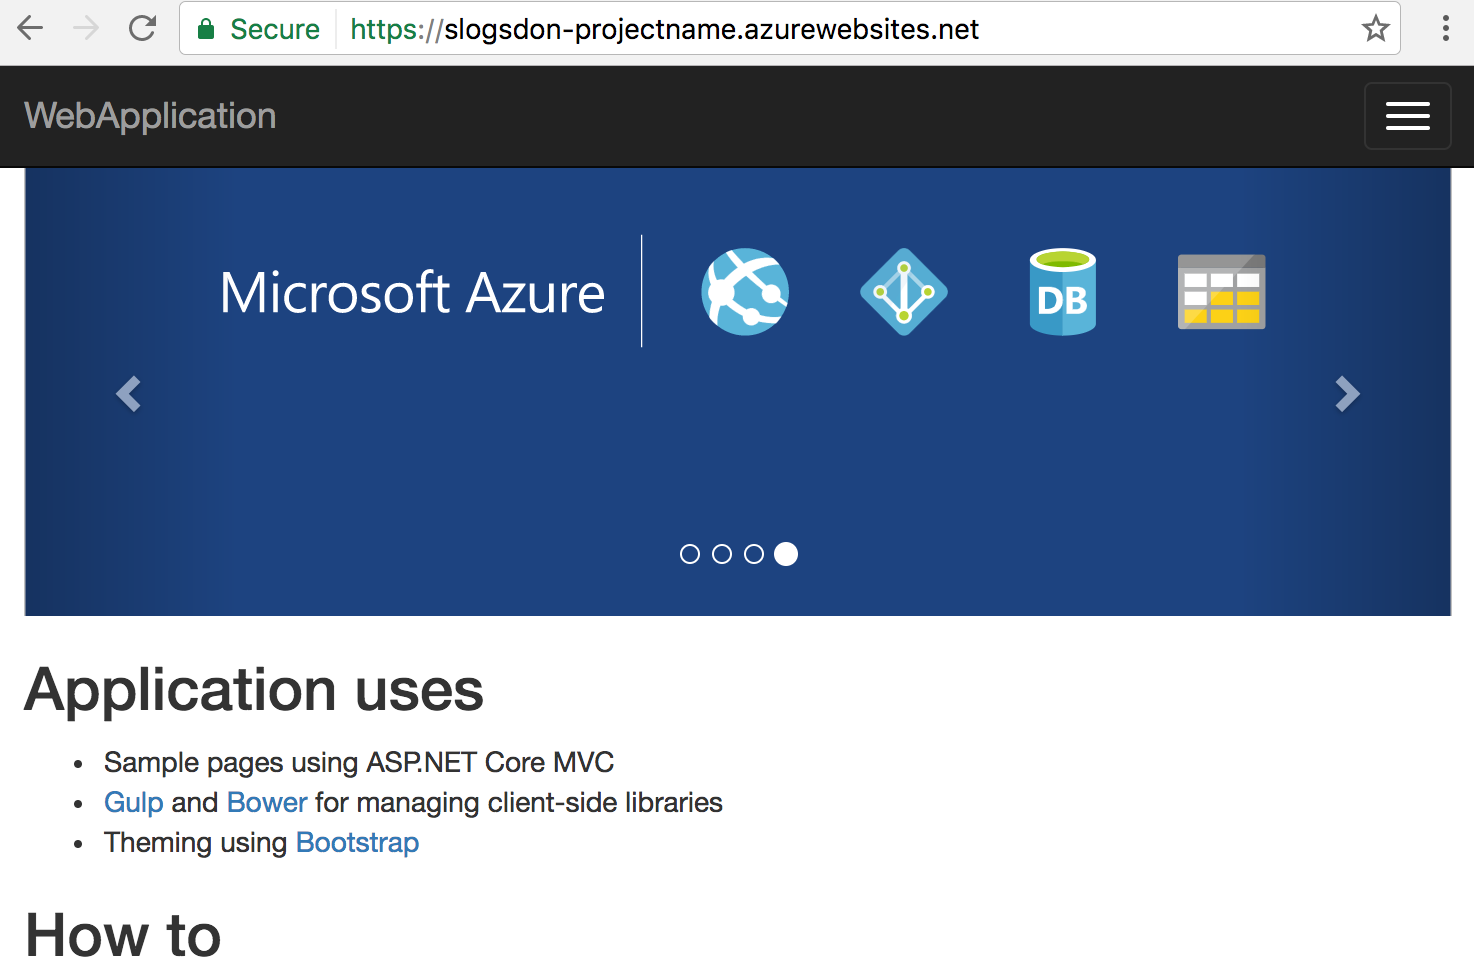 Secure https://slogsdon-projectname.azurewebsites.net
WebApplication
Microsoft Azure
DB
Application uses
Sample pages using ASP.NET Core MVC
Gulp and Bower for managing client-side libraries
Theming using Bootstrap
How to